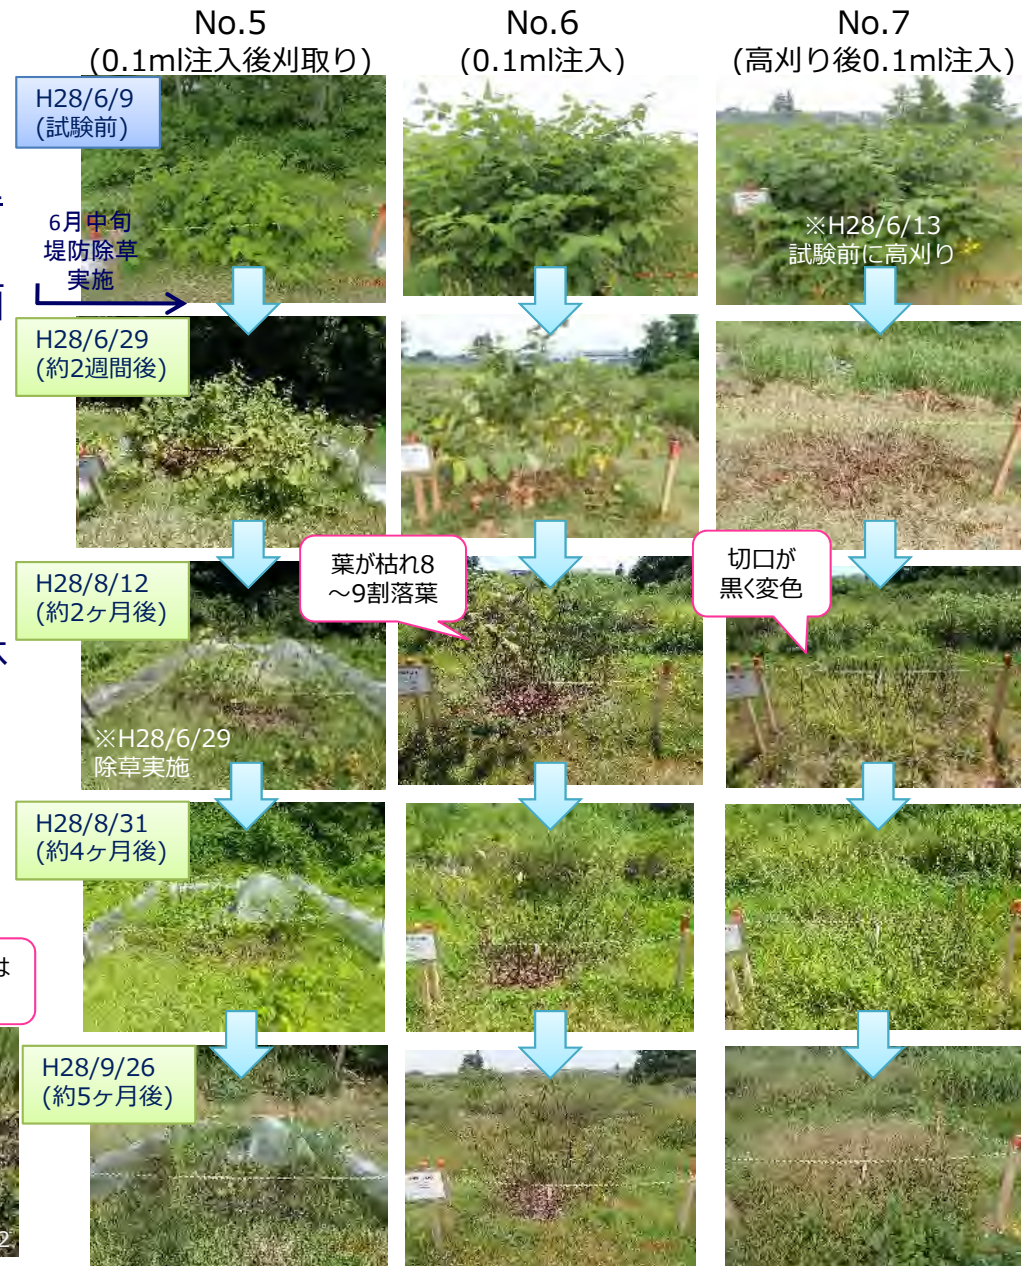 No.5
(0.1ml注入後刈取り)
No.6
(0.1ml注入)
No.7
(高刈り後0.1ml注入)
H28/6/9
(試験前)
6月中旬
堤防除草
実施
※H28/6/13
試験前に高刈り
H28/6/29
(約2週間後)
H28/8/12
(約2ヶ月後)
葉が枯れ8
～9割落葉
切口が
黒く変色
※H28/6/29
除草実施
H28/8/31
(約4ヶ月後)
は
H28/9/26
(約5ヶ月後)
2